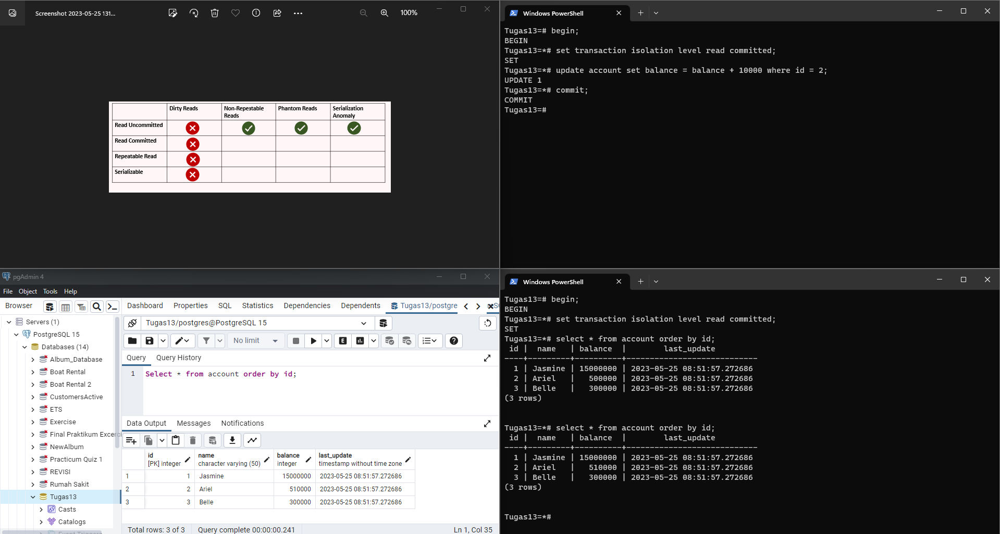 Screenshot 2023-05-25 131...
100%
Dirty Reads
Non-Repeatable
Reads
Phantom Reads
Serialization
Anomaly
Read Uncommitted
Read Committed
Repeatable Read
Serializable
Windows PowerShell
Tugas13=# begin;
BEGIN
Tugas13=*# set transaction isolation level read committed;
SET
Tugas13=*# update account set balance = balance + 10000 where id = 2;
UPDATE 1
Tugas13=*# commit;
COMMIT
Tugas13=#
pgAdmin 4
File Object Tools Help
Browser
Dashboard Properties SQL Statistics Dependencies Dependents Tugas13/postgre
Servers (1)
PostgreSQL 15
Databases (14)
Album_Database
Boat Rental
Boat Rental 2
CustomersActive
ETS
Exercise
Final Praktikum Excerci
NewAlbum
Practicum Quiz 1
REVISI
Rumah Sakit
Tugas13
Casts
Catalogs
Event Triggers
Tugas13/postgres@PostgreSQL 15
No limit
E
Query Query History
1 Select * from account order by id;
Data Output Messages Notifications
id
[PK] integer
name
character varying (50)
balance
integer
last_update
timestamp without time zone
1 1 Jasmine 15000000 2023-05-25 08:51:57.272686
2 2 Ariel 510000 2023-05-25 08:51:57.272686
3 3 Belle 300000 2023-05-25 08:51:57.272686
Total rows: 3 of 3 Query complete 00:00:00.241 Ln 1, Col 35
Windows PowerShell
Tugas13=# begin;
BEGIN
Tugas13=*# set transaction isolation level read committed;
SET
Tugas13=*# select * from account order by id;
id | name | balance | last_update
----+---------+----------+----------------------------
1 | Jasmine | 15000000 | 2023-05-25 08:51:57.272686
2 | Ariel | 500000 | 2023-05-25 08:51:57.272686
3 | Belle | 300000 | 2023-05-25 08:51:57.272686
(3 rows)
Tugas13=*# select * from account order by id;
id | name | balance | last_update
----+---------+----------+----------------------------
1 | Jasmine | 15000000 | 2023-05-25 08:51:57.272686
2 | Ariel | 510000 | 2023-05-25 08:51:57.272686
3 | Belle | 300000 | 2023-05-25 08:51:57.272686
(3 rows)
Tugas13=*#